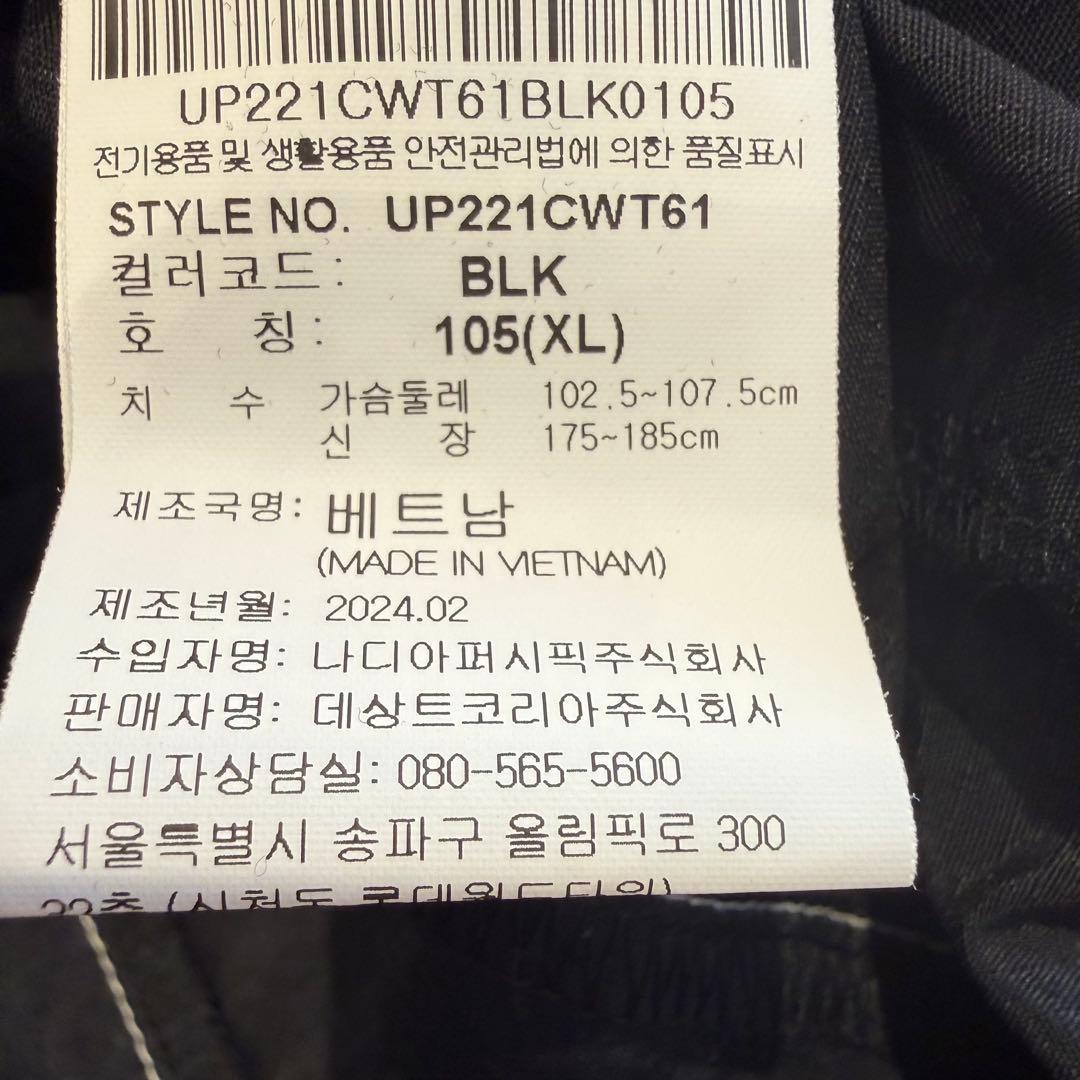 UP221CWT61BLK0105
전기용품 및 생활용품 안전관리법에 의한 품질표시
STYLE NO. UP221CWT61
컬러코드: BLK
호 칭: 105(XL)
치 수 가슴둘레 102.5~107.5cm
신 장 175~185cm
제조국명: 베트남
(MADE IN VIETNAM)
제조년월: 2024.02
수입자명: 나디아퍼시픽주식회사
판매자명: 데상트코리아주식회사
소비자상담실: 080-565-5600
서울특별시 송파구 올림픽로 300